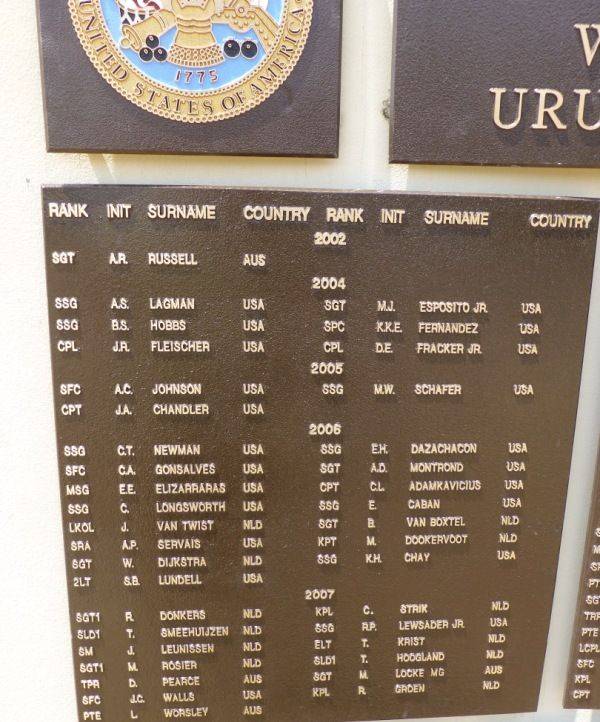 UNITED STATES OF AMERICA
1775
URU
RANK INIT SURNAME COUNTRY RANK INIT SURNAME COUNTRY
2002
SGT A.R. RUSSELL AUS
2004
SSG A.S. LAGMAN USA SGT M.J. ESPOSITO JR. USA
SSG B.S. HOBBS USA SPC K.K.E. FERNANDEZ USA
CPL J.R. FLEISCHER USA CPL D.E. FRACKER JR. USA
2005
SFC A.C. JOHNSON USA SSG M.W. SCHAFER USA
CPT J.A. CHANDLER USA
2006
SSG C.T. NEWMAN USA SSG E.H. DAZACHACON USA
SFC C.A. GONSALVES USA SGT A.D. MONTROND USA
MSG E.E. ELIZARRARAS USA CPT C.L. ADAMKAVICIUS USA
SSG C. LONGSWORTH USA SSG E. CABAN USA
LKOL J. VAN TWIST NLD SGT B. VAN BOXTEL NLD
SRA A.P. SERVAIS USA KPT M. DOOKERVOOT NLD
SGT W. DIJKSTRA NLD SSG K.H. CHAY USA
2LT S.B. LUNDELL USA
2007
SGT1 R. DONKERS NLD KPL C. STRIK NLD
SLD1 T. SMEEHUIJZEN NLD SSG R.P. LEWSADER JR. USA
SM J. LEUNISSEN NLD ELT T. KRIST NLD
SGT1 M. ROSIER NLD SLD1 T. HOOGLAND NLD
TPR D. PEARCE AUS SGT M. LOCKE MG AUS
SFC J.C. WALLS USA KPL R. GROEN NLD
PTE L. WORSLEY AUS